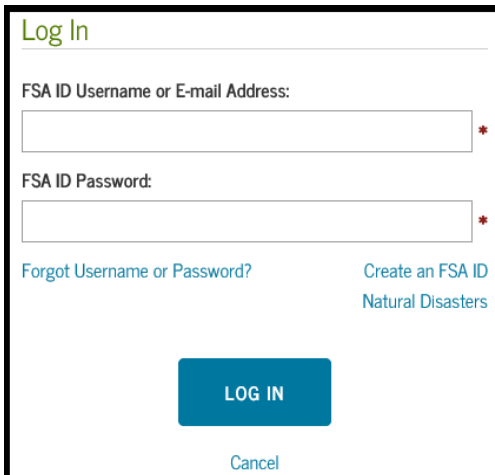 Log In
FSA ID Username or E-mail Address:
*
FSA ID Password:
*
Forgot Username or Password? Create an FSA ID
Natural Disasters
LOG IN
Cancel